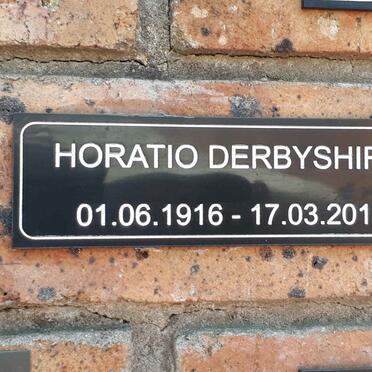 HORATIO DERBYSHIR
01.06.1916 - 17.03.201